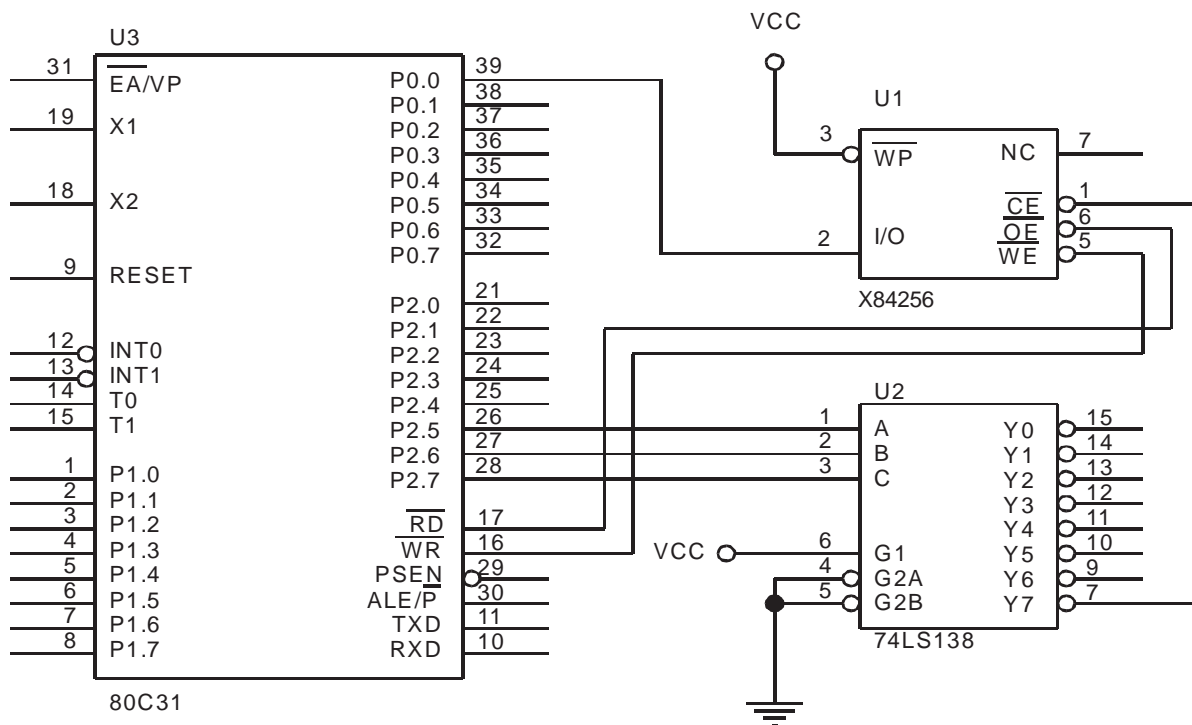 U3
31
EA/VP
19
X1
18
X2
9
RESET
12
INT0
13
INT1
14
T0
15
T1
1
P1.0
2
P1.1
3
P1.2
4
P1.3
5
P1.4
6
P1.5
7
P1.6
8
P1.7
P0.0
39
P0.1
38
P0.2
37
P0.3
36
P0.4
35
P0.5
34
P0.6
33
P0.7
32
P2.0
21
P2.1
22
P2.2
23
P2.3
24
P2.4
25
P2.5
26
P2.6
27
P2.7
28
RD
17
WR
16
PSEN
29
ALE/P
30
TXD
11
RXD
10
80C31
VCC
U1
3
WP
2
I/O
NC
7
CE
1
OE
6
WE
5
X84256
U2
1
A
2
B
3
C
VCC
6
G1
4
G2A
5
G2B
Y0
15
Y1
14
Y2
13
Y3
12
Y4
11
Y5
10
Y6
9
Y7
7
74LS138